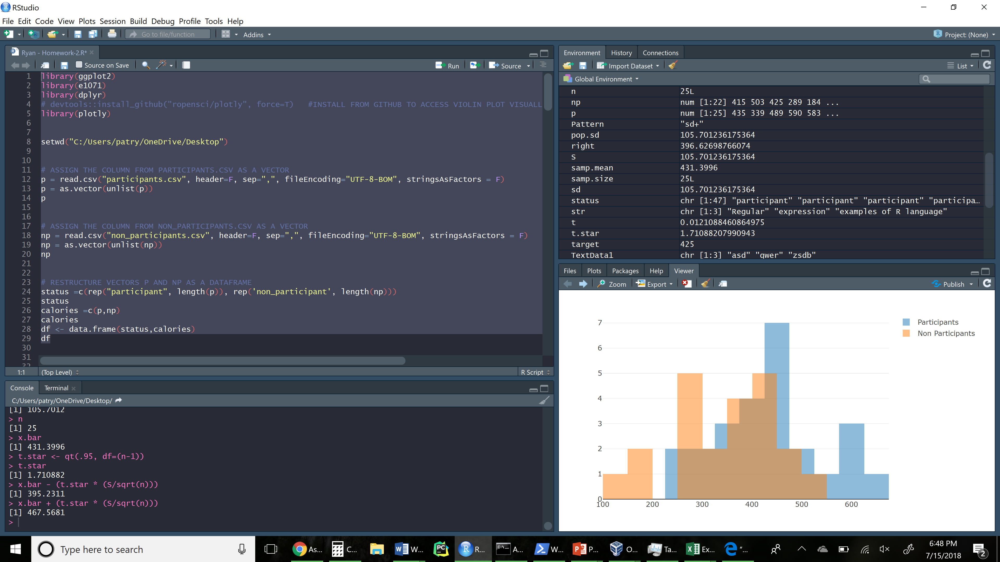 RStudio
File Edit Code View Plots Session Build Debug Profile Tools Help
Go to file/function Addins Project: (None)
Ryan - Homework-2.R*
Source on Save Run Source
1 library(ggplot2)
2 library(e1071)
3 library(dplyr)
4 # devtools::install_github("ropensci/plotly", force=T) #INSTALL FROM GITHUB TO ACCESS VIOLIN PLOT VISUALL
5 library(plotly)
6
7
8 setwd("C:/Users/patry/OneDrive/Desktop")
9
10
11 # ASSIGN THE COLUMN FROM PARTICIPANTS.CSV AS A VECTOR
12 p = read.csv("participants.csv", header=F, sep=",", fileEncoding="UTF-8-BOM", stringsAsFactors = F)
13 p = as.vector(unlist(p))
14 p
15
16
17 # ASSIGN THE COLUMN FROM NON_PARTICIPANTS.CSV AS A VECTOR
18 np = read.csv("non_participants.csv", header=F, sep=",", fileEncoding="UTF-8-BOM", stringsAsFactors = F)
19 np = as.vector(unlist(np))
20 np
21
22
23 # RESTRUCTURE VECTORS P AND NP AS A DATAFRAME
24 status =c(rep("participant", length(p)), rep('non_participant', length(np)))
25 status
26 calories =c(p,np)
27 calories
28 df <- data.frame(status,calories)
29 df
30
31
32
1:1 (Top Level) R Script
Console Terminal
C:/Users/patry/OneDrive/Desktop/
[1] 105.7012
> n
[1] 25
> x.bar
[1] 431.3996
> t.star <- qt(.95, df=(n-1))
> t.star
[1] 1.710882
> x.bar - (t.star * (S/sqrt(n)))
[1] 395.2311
> x.bar + (t.star * (S/sqrt(n)))
[1] 467.5681
>
Environment History Connections
Import Dataset List
Global Environment
n 25L
np num [1:22] 415 503 425 289 184 ...
p num [1:25] 435 339 489 590 583 ...
Pattern "sd+"
pop.sd 105.701236175364
right 396.62698766074
S 105.701236175364
samp.mean 431.3996
samp.size 25L
sd 105.701236175364
status chr [1:47] "participant" "participant" "participant" "participa...
str chr [1:3] "Regular" "expression" "examples of R language"
t 0.0121088460864975
t.star 1.71088207990943
target 425
TextData1 chr [1:3] "asd" "qwer" "zsdb"
Files Plots Packages Help Viewer
Zoom Export Publish
7
6
5
4
3
2
1
0
100 200 300 400 500 600
Participants
Non Participants
Type here to search
As... C... W... PC R... A... W... P... O... Ta... Ex... "...
6:48 PM
7/15/2018
2